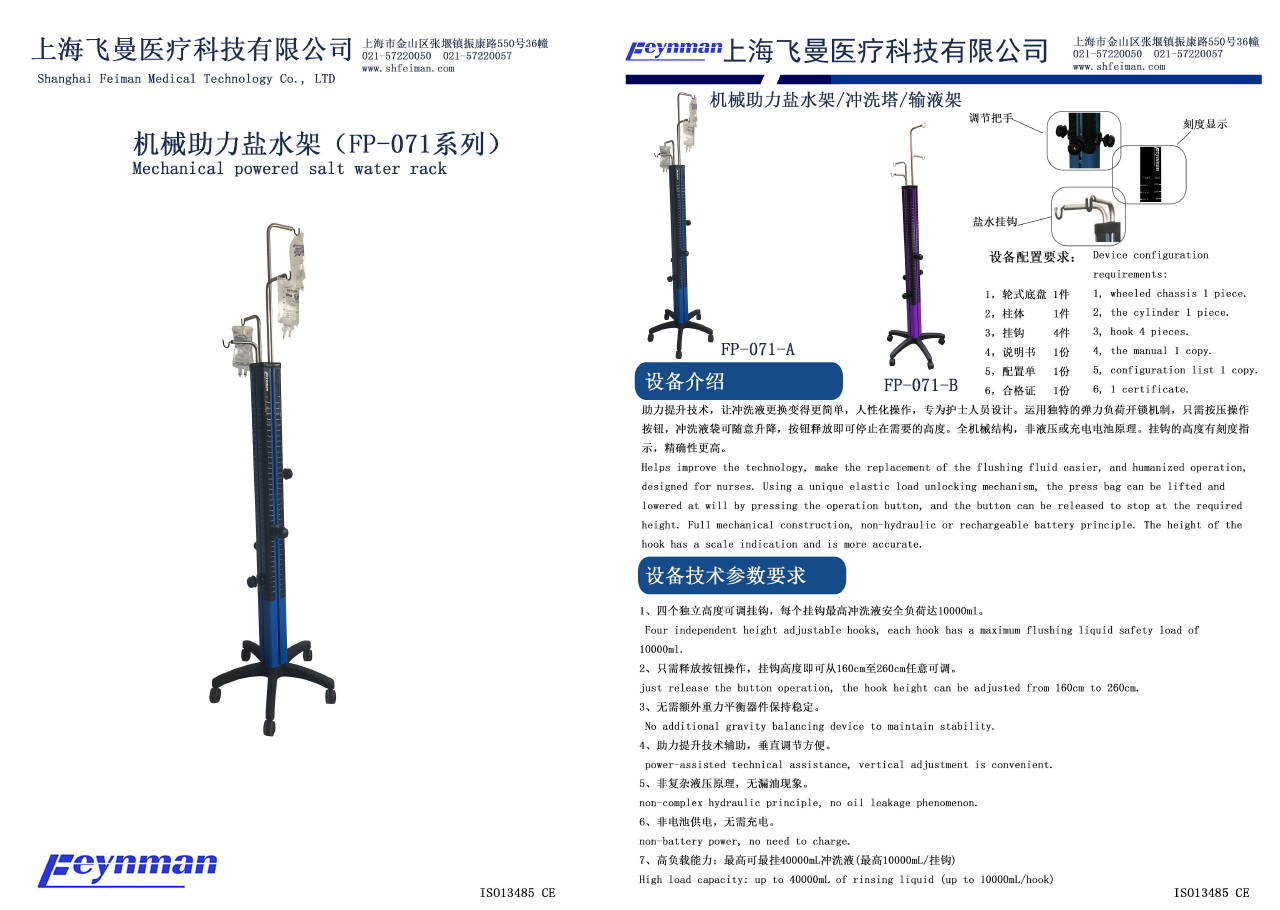 上海飞曼医疗科技有限公司
Shanghai Feiman Medical Technology Co., LTD
上海市金山区张堰镇振康路550号36幢
021-57220050  021-57220057
www.shfeiman.com
机械助力盐水架（FP-071系列）
Mechanical powered salt water rack
Feynman
ISO13485 CE
Feynman上海飞曼医疗科技有限公司
上海市金山区张堰镇振康路550号36幢
021-57220050  021-57220057
www.shfeiman.com
机械助力盐水架/冲洗塔/输液架
调节把手
刻度显示
Feynman
盐水挂钩
FP-071-A
FP-071-B
设备配置要求：
1，轮式底盘 1件
2，柱体 1件
3，挂钩 4件
4，说明书 1份
5，配置单 1份
6，合格证 1份
Device configuration
requirements:
1, wheeled chassis 1 piece.
2, the cylinder 1 piece.
3, hook 4 pieces.
4, the manual 1 copy.
5, configuration list 1 copy.
6, 1 certificate.
设备介绍
助力提升技术，让冲洗液更换变得更简单，人性化操作，专为护士人员设计。运用独特的弹力负荷开锁机制，只需按压操作
按钮，冲洗液袋可随意升降，按钮释放即可停止在需要的高度。全机械结构，非液压或充电电池原理。挂钩的高度有刻度指
示，精确性更高。
Helps improve the technology, make the replacement of the flushing fluid easier, and humanized operation,
designed for nurses. Using a unique elastic load unlocking mechanism, the press bag can be lifted and
lowered at will by pressing the operation button, and the button can be released to stop at the required
height. Full mechanical construction, non-hydraulic or rechargeable battery principle. The height of the
hook has a scale indication and is more accurate.
设备技术参数要求
1、四个独立高度可调挂钩，每个挂钩最高冲洗液安全负荷达10000ml。
Four independent height adjustable hooks, each hook has a maximum flushing liquid safety load of
10000ml.
2、只需释放按钮操作，挂钩高度即可从160cm至260cm任意可调。
just release the button operation, the hook height can be adjusted from 160cm to 260cm.
3、无需额外重力平衡器件保持稳定。
No additional gravity balancing device to maintain stability.
4、助力提升技术辅助，垂直调节方便。
power-assisted technical assistance, vertical adjustment is convenient.
5、非复杂液压原理，无漏油现象。
non-complex hydraulic principle, no oil leakage phenomenon.
6、非电池供电，无需充电。
non-battery power, no need to charge.
7、高负载能力：最高可最挂40000mL冲洗液(最高10000mL/挂钩)
High load capacity: up to 40000mL of rinsing liquid (up to 10000mL/hook)
ISO13485 CE